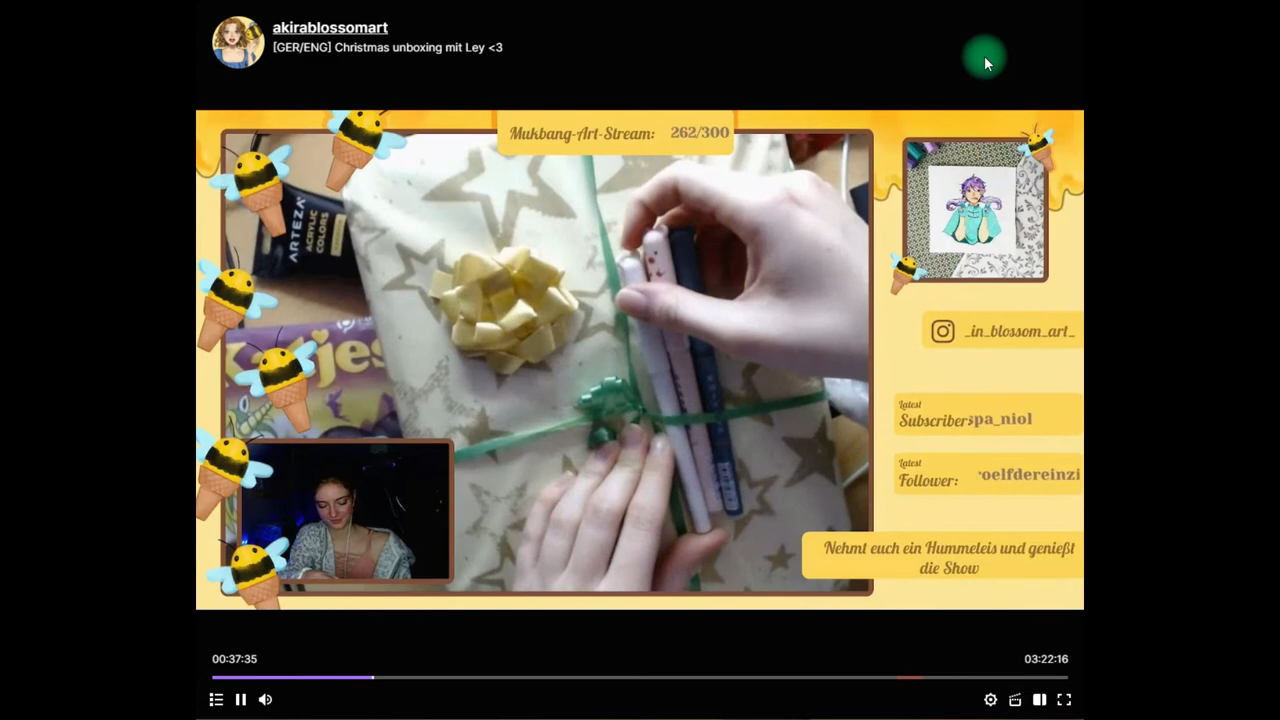 akirablossomart
[GER/ENG] Christmas unboxing mit Ley <3
Mukbang-Art-Stream: 262/300
ARTEZA
ACRYLIC
COLORS
Katjes
_in_blossom_art_
Latest
Subscriber:
spa_niol
Latest
Follower:
oelfdereinzi
Nehmt euch ein Hummeleis und genießt
die Show
00:37:35
03:22:16